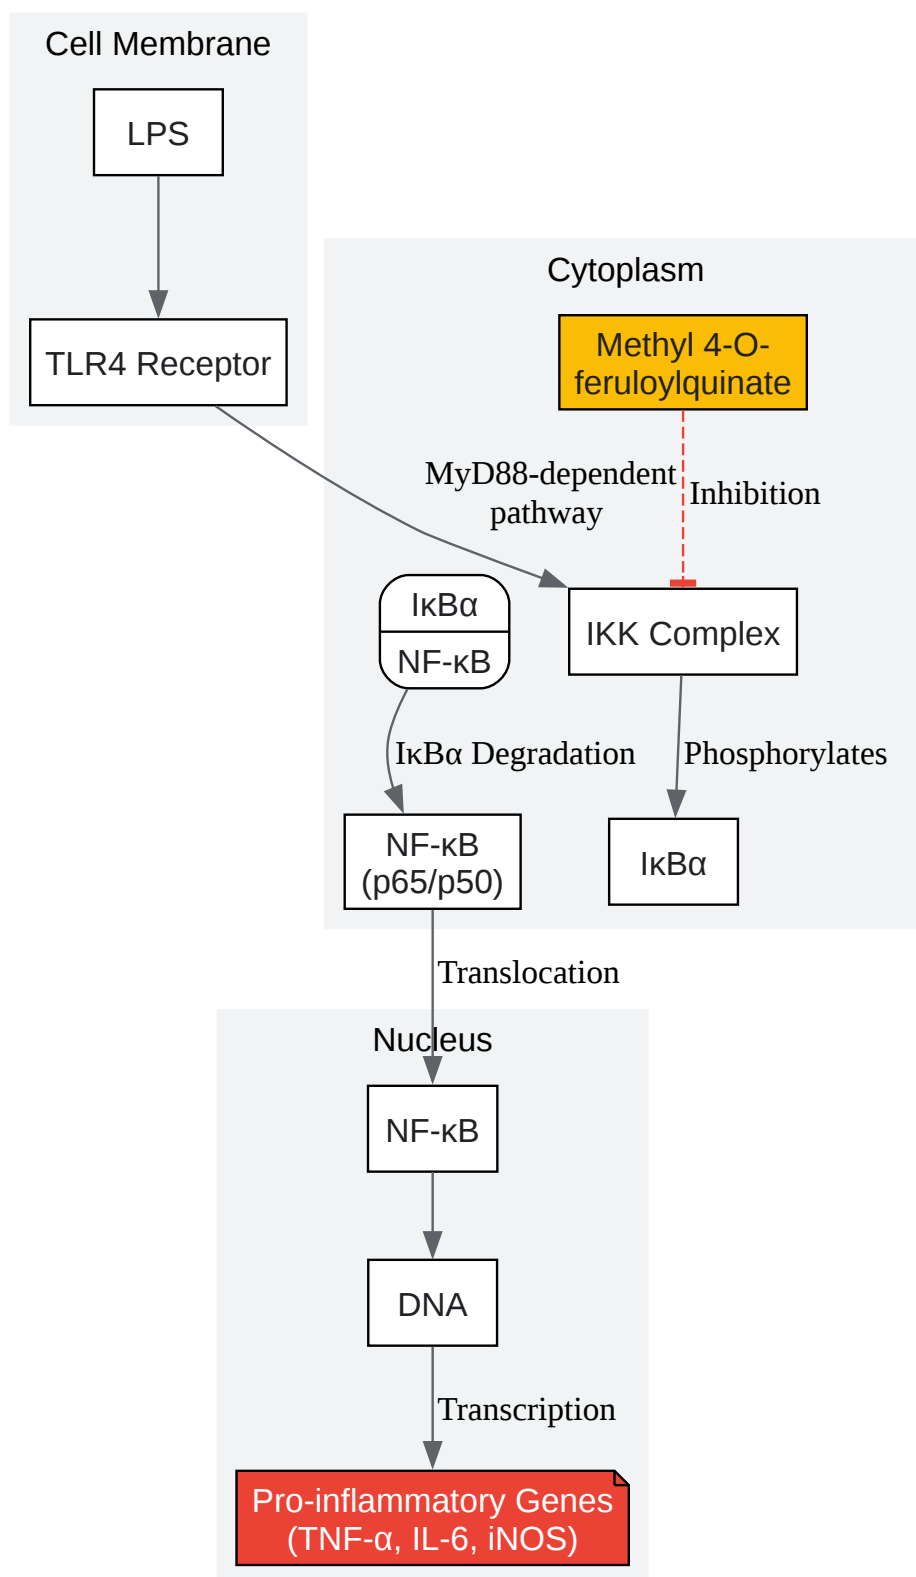 Cell Membrane
LPS
TLR4 Receptor
Cytoplasm
Methyl 4-O-
feruloylquinate
MyD88-dependent
pathway
Inhibition
IκBα
NF-κB
IKK Complex
IκBα Degradation
Phosphorylates
NF-κB
(p65/p50)
IκBα
Translocation
Nucleus
NF-κB
DNA
Transcription
Pro-inflammatory Genes
(TNF-α, IL-6, iNOS)